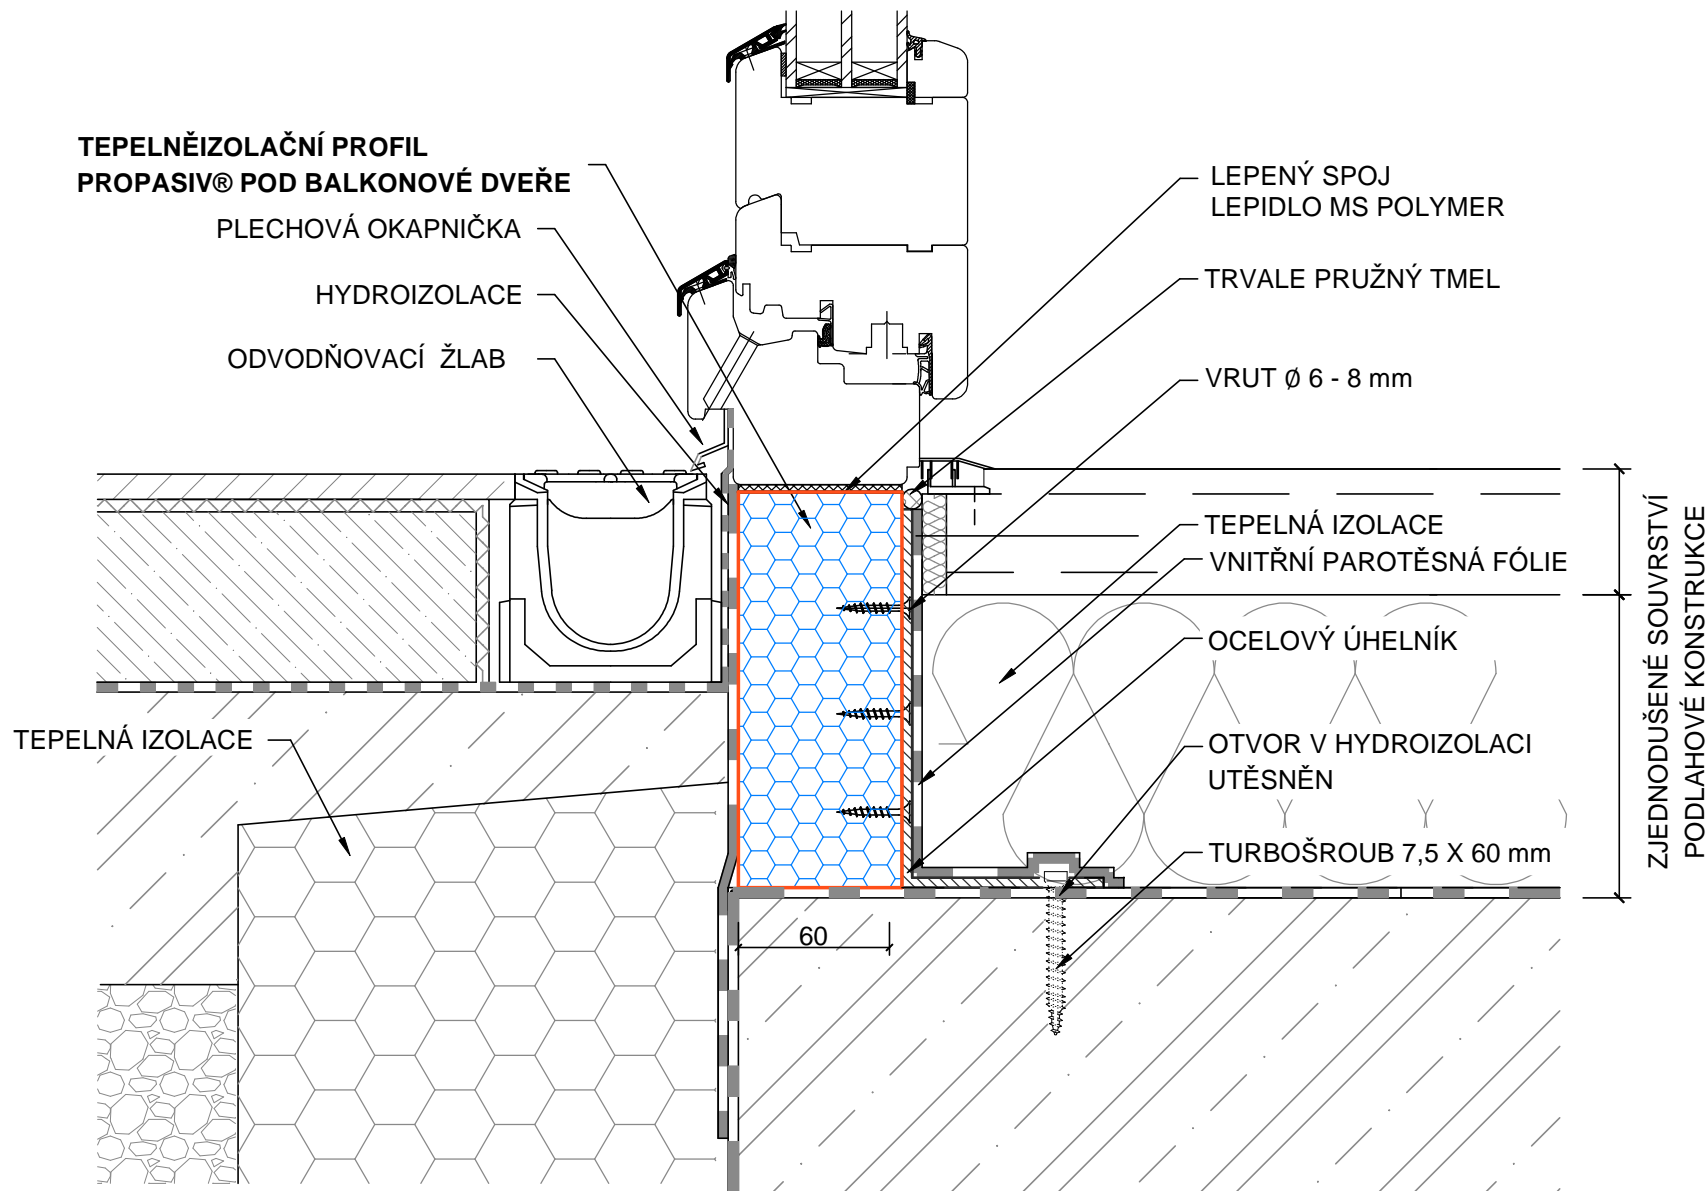 TEPELNĚIZOLAČNÍ PROFIL
PROPASIV® POD BALKONOVÉ DVEŘE
PLECHOVÁ OKAPNIČKA
HYDROIZOLACE
ODVODŇOVACÍ ŽLAB
TEPELNÁ IZOLACE
LEPENÝ SPOJ
LEPIDLO MS POLYMER
TRVALE PRUŽNÝ TMEL
VRUT Ø 6 - 8 mm
TEPELNÁ IZOLACE
VNITŘNÍ PAROTĚSNÁ FÓLIE
OCELOVÝ ÚHELNÍK
OTVOR V HYDROIZOLACI
UTĚSNĚN
TURBOŠROUB 7,5 X 60 mm
60
ZJEDNODUŠENÉ SOUVRSTVÍ
PODLAHOVÉ KONSTRUKCE